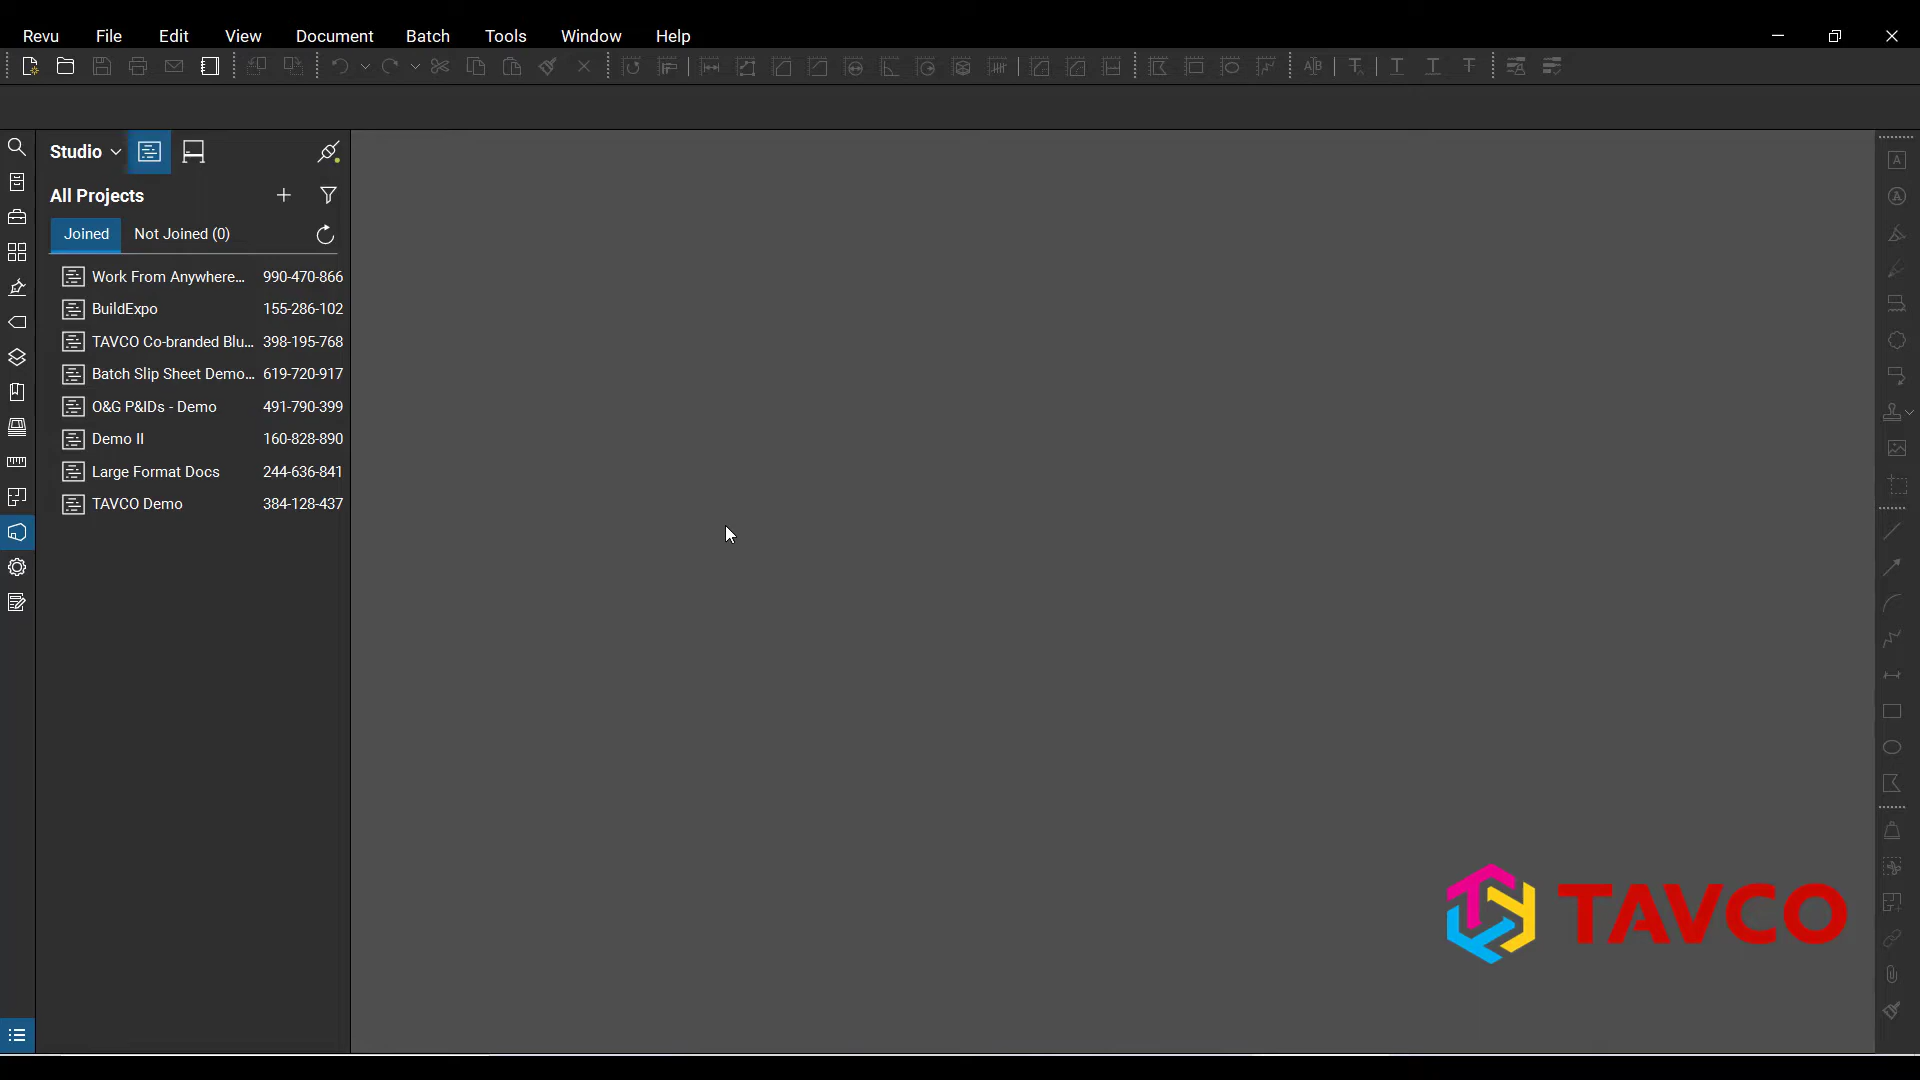 Revu File Edit View Document Batch Tools Window Help
Studio
All Projects
Joined Not Joined (0)
Work From Anywhere... 990-470-866
BuildExpo 155-286-102
TAVCO Co-branded Blu... 398-195-768
Batch Slip Sheet Demo... 619-720-917
O&G P&IDs - Demo 491-790-399
Demo II 160-828-890
Large Format Docs 244-636-841
TAVCO Demo 384-128-437
TAVCO